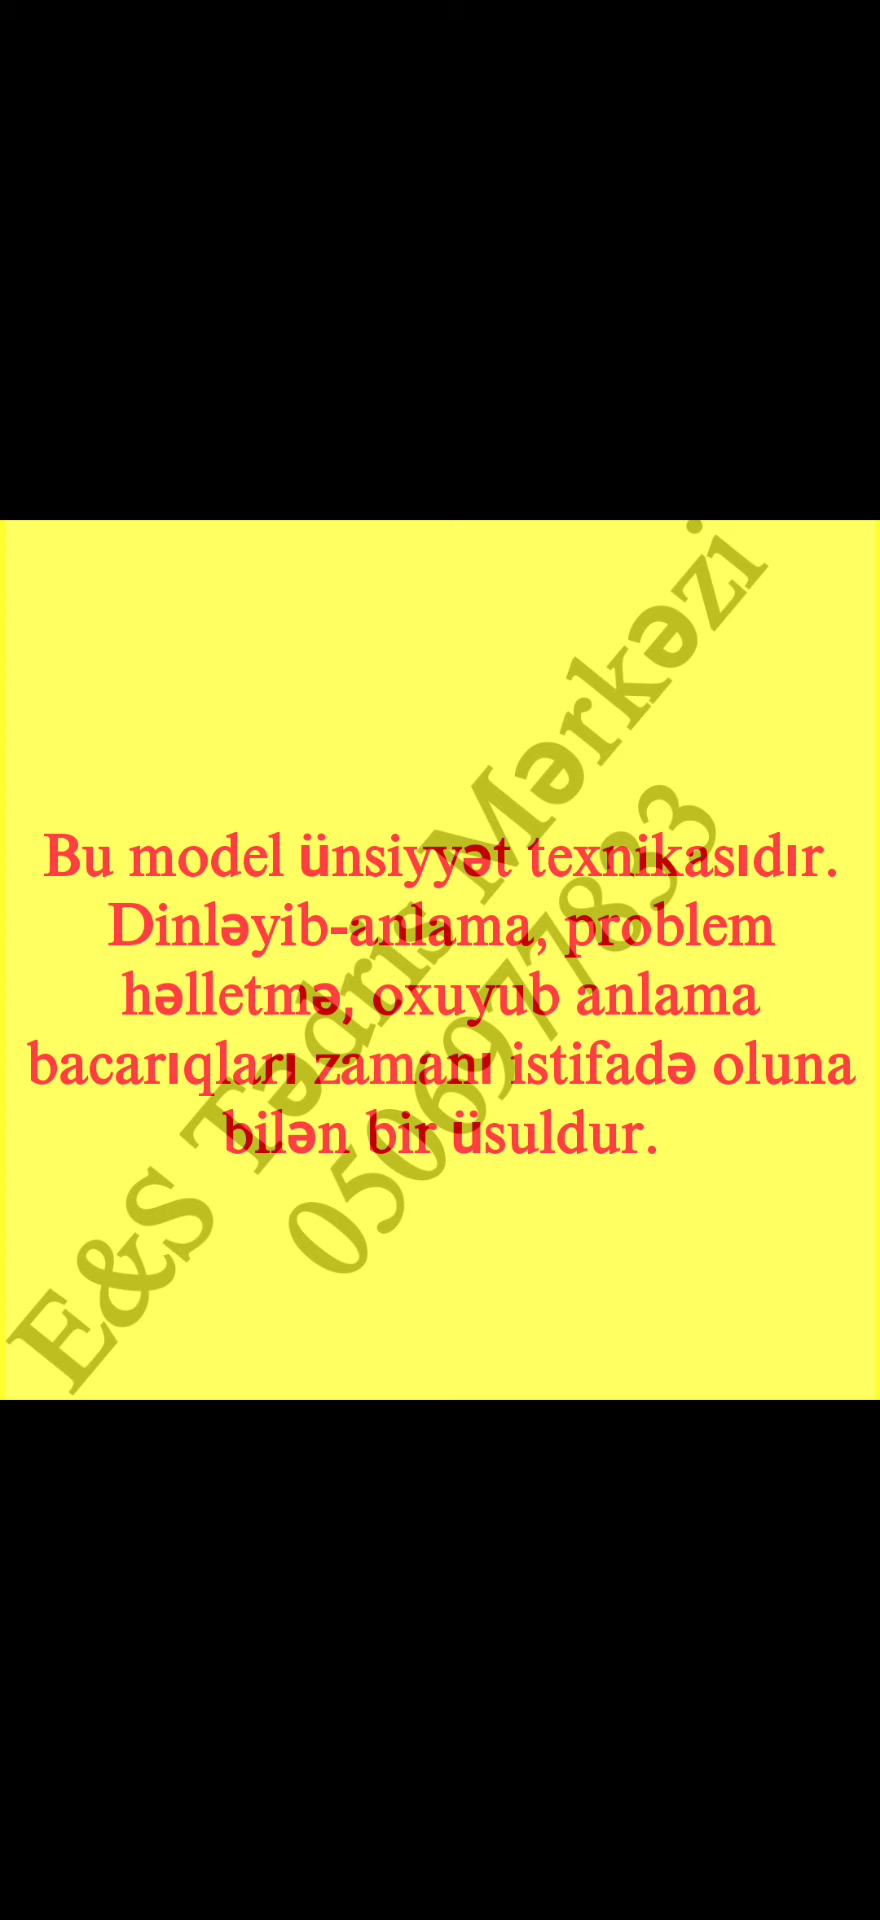 Bu model ünsiyyət texnikasıdır.
Dinləyib-anlama, problem
həlletmə, oxuyub anlama
bacarıqları zamanı istifadə oluna
bilən bir üsuldur.
E&S Tədris Mərkəzi
0506977833